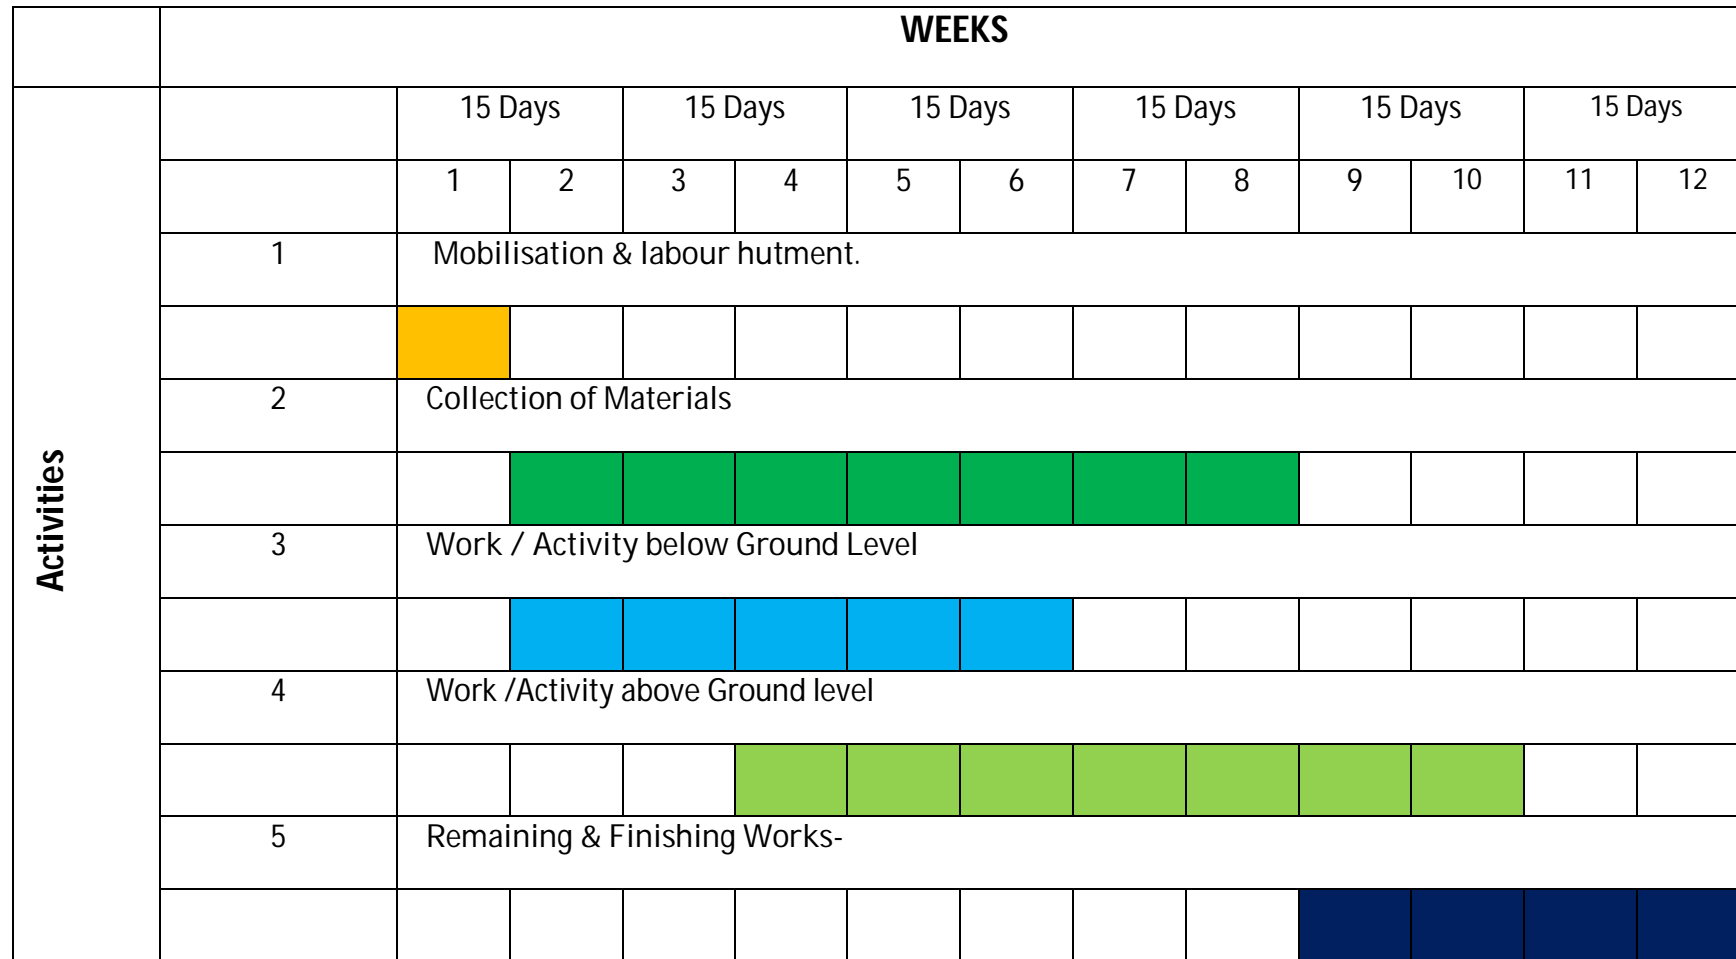 WEEKS
15 Days 15 Days 15 Days 15 Days 15 Days 15 Days
1 2 3 4 5 6 7 8 9 10 11 12
Activities
1 Mobilisation & labour hutment.
2 Collection of Materials
3 Work / Activity below Ground Level
4 Work /Activity above Ground level
5 Remaining & Finishing Works-